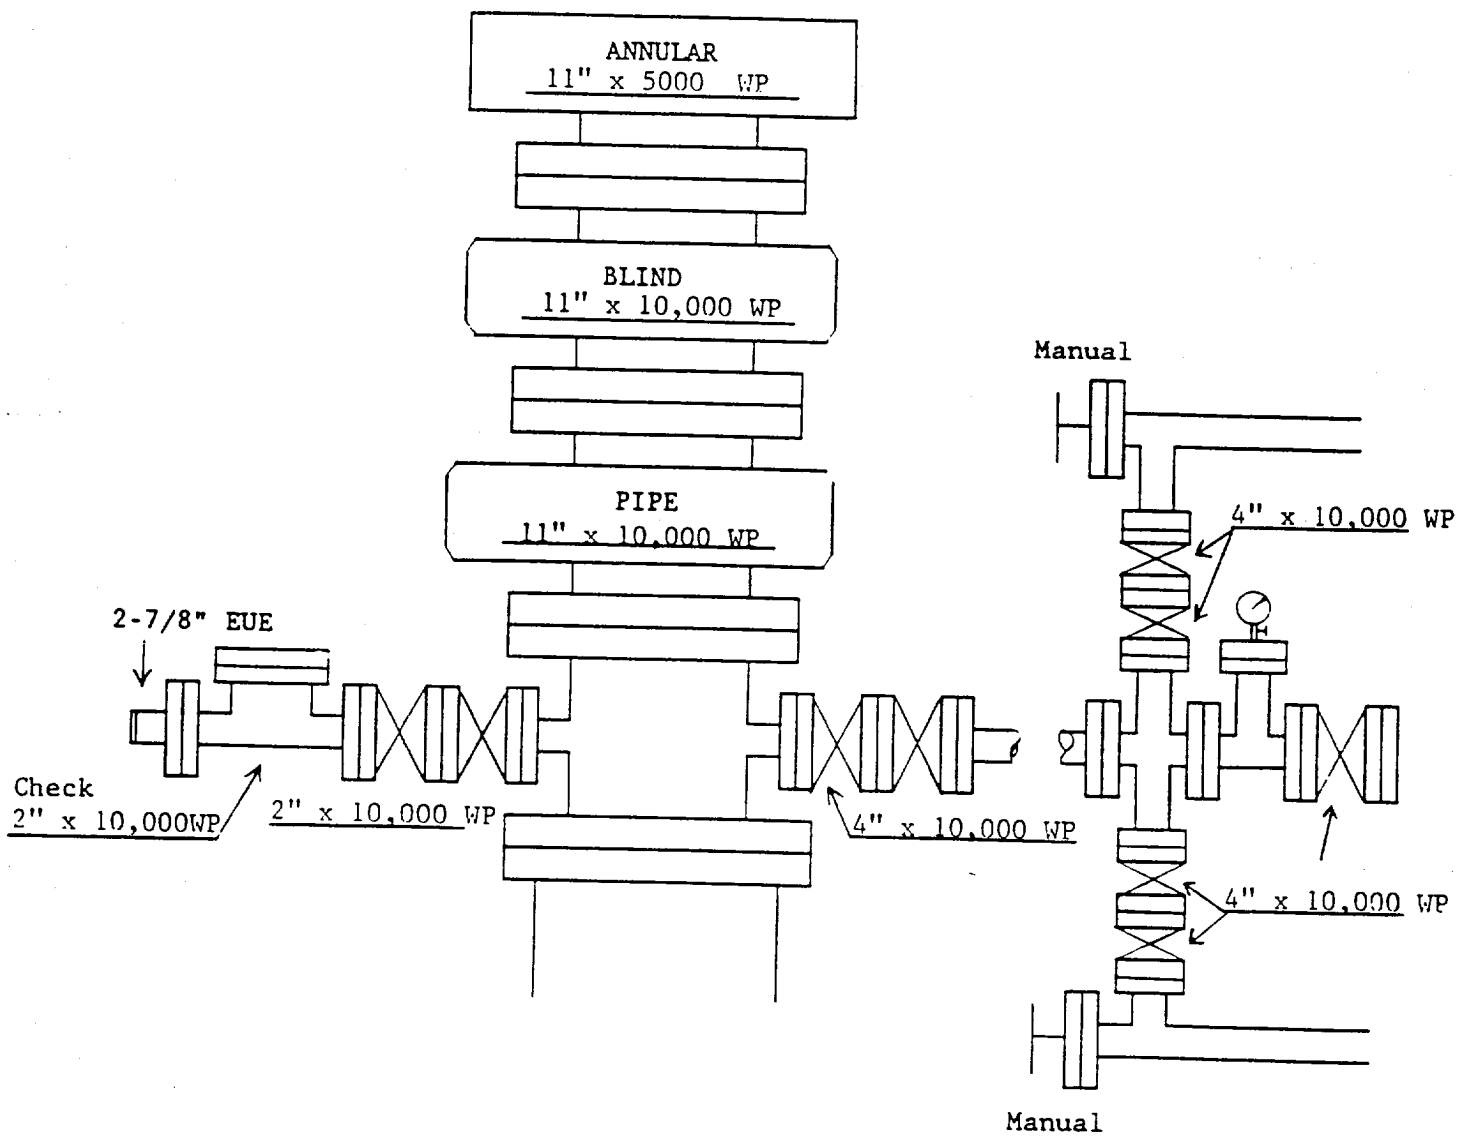 ANNULAR
11" x 5000 WP
BLIND
11" x 10,000 WP
Manual
PIPE
11" x 10,000 WP
4" x 10,000 WP
2-7/8" EUE
Check
2" x 10,000WP
2" x 10,000 WP
4" x 10,000 WP
4" x 10,000 WP
Manual